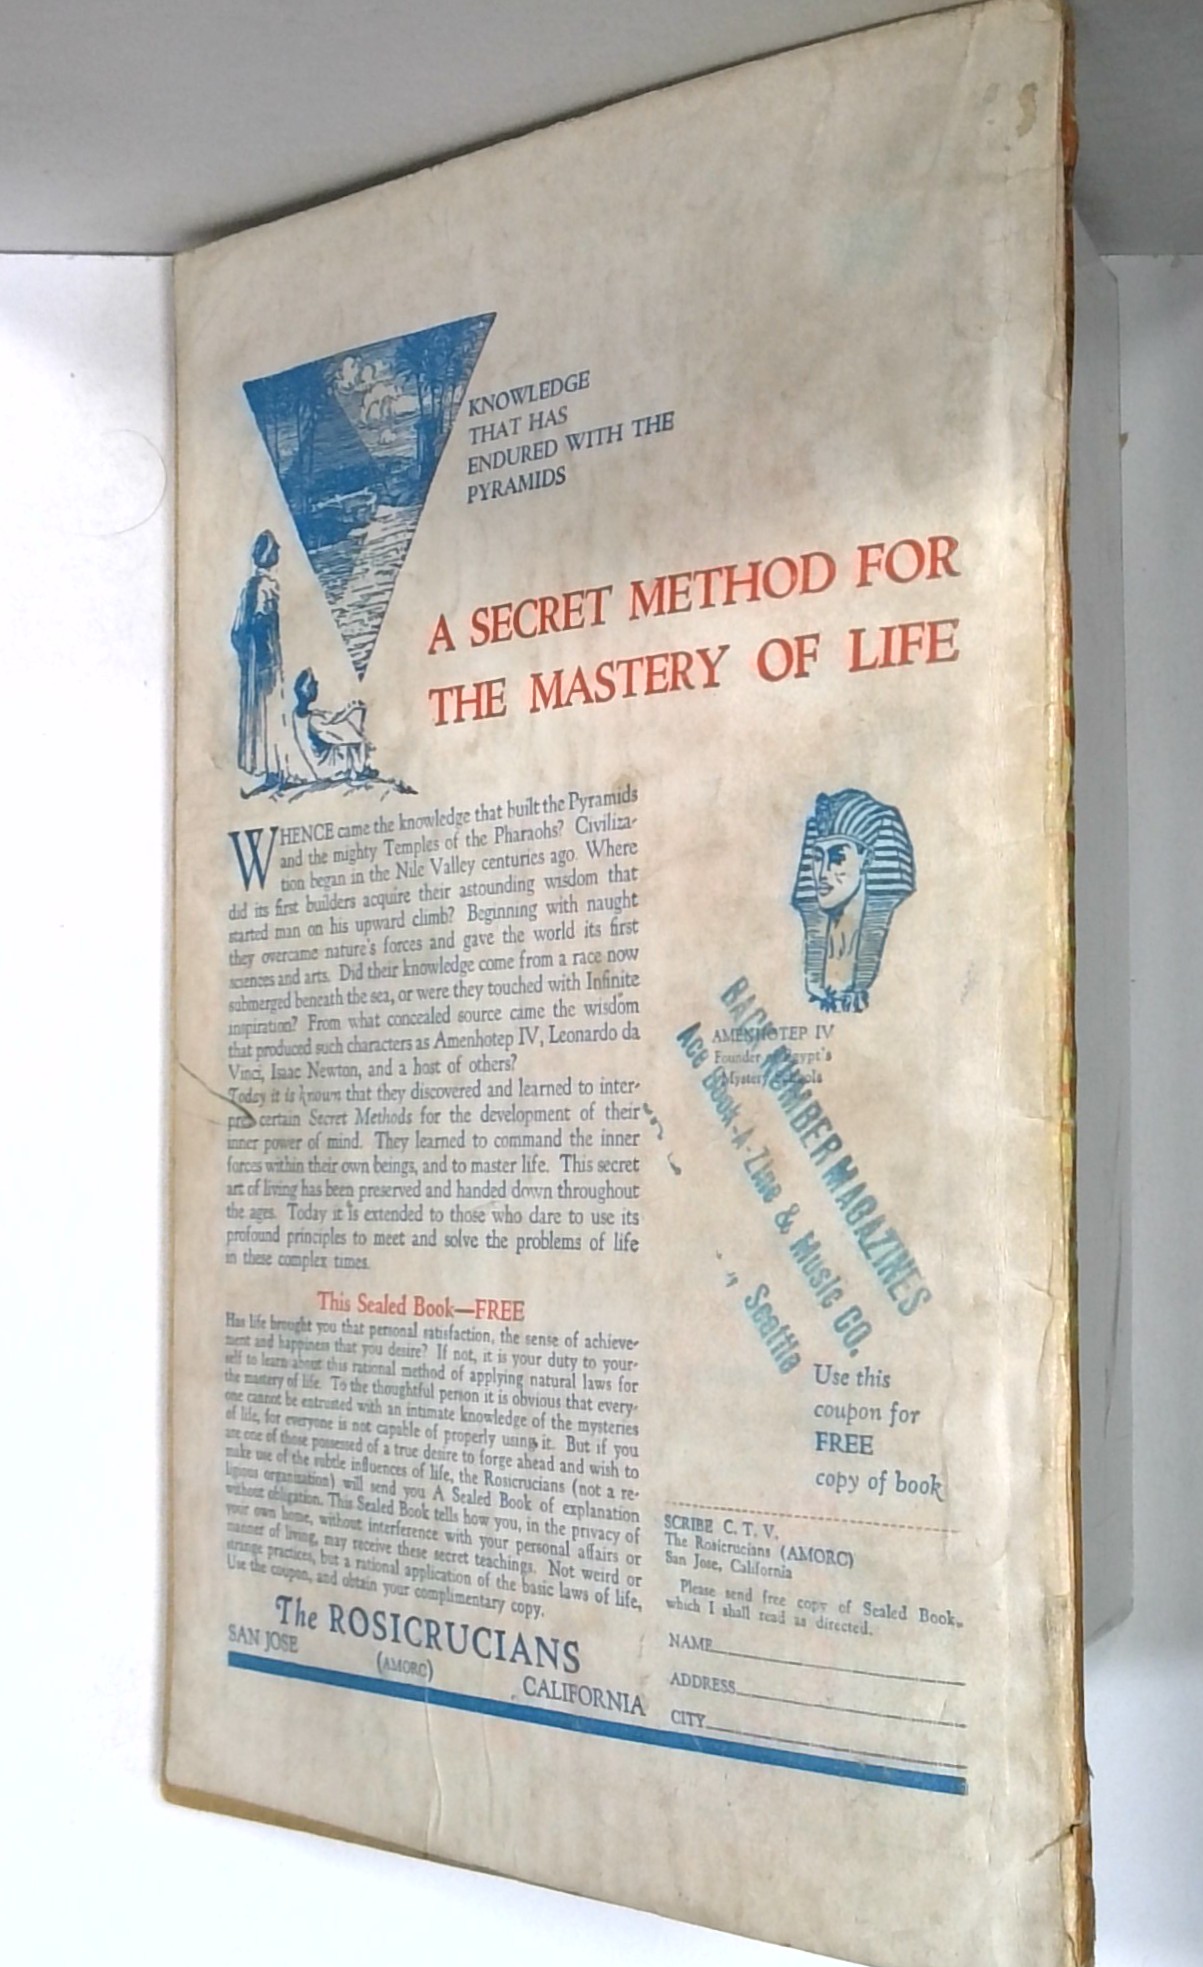 KNOWLEDGE
THAT HAS
ENDURED WITH THE
PYRAMIDS
A SECRET METHOD FOR
THE MASTERY OF LIFE
WHENCE came the knowledge that built the Pyramids
and the mighty Temples of the Pharaohs? Civiliza-
tion began in the Nile Valley centuries ago. Where
did its first builders acquire their astounding wisdom that
started man on his upward climb? Beginning with naught
they overcame nature's forces and gave the world its first
sciences and arts. Did their knowledge come from a race now
submerged beneath the sea, or were they touched with Infinite
inspiration? From what concealed source came the wisdom
that produced such characters as Amenhotep IV, Leonardo da
Vinci, Isaac Newton, and a host of others?
Today it is known that they discovered and learned to inter-
pret certain Secret Methods for the development of their
inner power of mind. They learned to command the inner
forces within their own beings, and to master life. This secret
art of living has been preserved and handed down throughout
the ages. Today it is extended to those who dare to use its
profound principles to meet and solve the problems of life
in these complex times.
This Sealed Book—FREE
Has life brought you that personal satisfaction, the sense of achieve-
ment and happiness that you desire? If not, it is your duty to your-
self to learn about this rational method of applying natural laws for
the mastery of life. To the thoughtful person it is obvious that every-
one cannot be entrusted with an intimate knowledge of the mysteries
of life, for everyone is not capable of properly using it. But if you
are one of those possessed of a true desire to forge ahead and wish to
make use of the subtle influences of life, the Rosicrucians (not a re-
ligious organization) will send you A Sealed Book of explanation
without obligation. This Sealed Book tells how you, in the privacy of
your own home, without interference with your personal affairs or
manner of living, may receive these secret teachings. Not weird or
strange practices, but a rational application of the basic laws of life.
Use the coupon, and obtain your complimentary copy.
The ROSICRUCIANS
SAN JOSE (AMORC) CALIFORNIA
AMENHOTEP IV
Founder of Egypt's
Mystery Schools
BACK NUMBER MAGAZINES
Ace Book-A-Zine & Music CO.
Seattle
Use this
coupon for
FREE
copy of book
SCRIBE C. T. V.
The Rosicrucians (AMORC)
San Jose, California
Please send free copy of Sealed Book,
which I shall read as directed.
NAME
ADDRESS
CITY